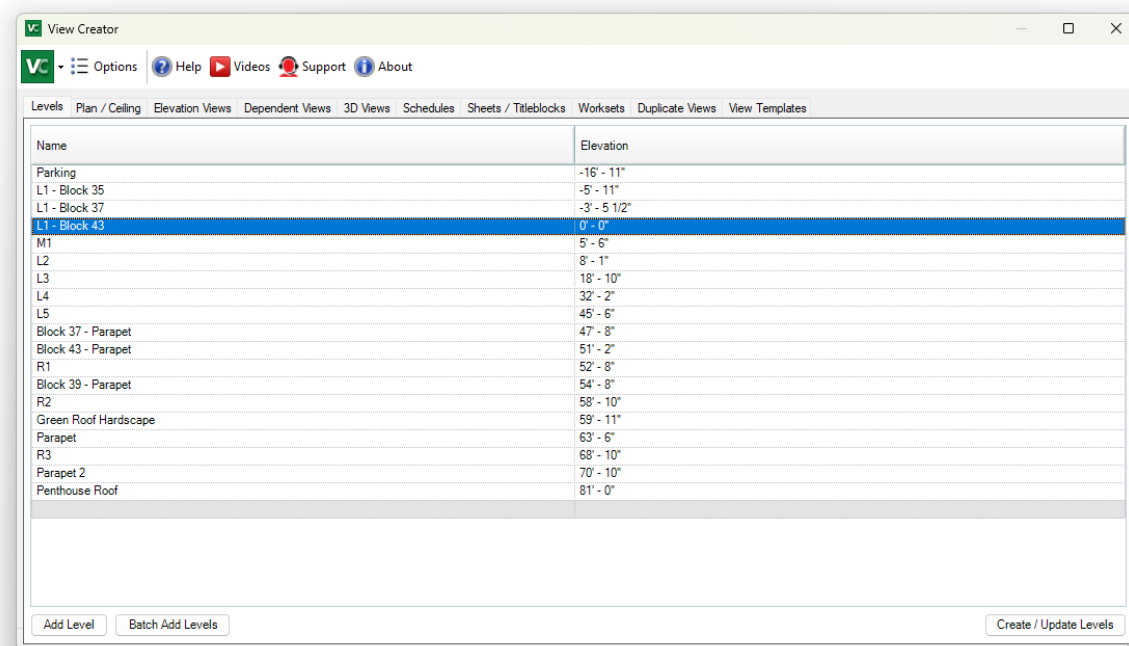 VC View Creator
VC Options Help Videos Support About
Levels Plan / Ceiling Elevation Views Dependent Views 3D Views Schedules Sheets / Titleblocks Worksets Duplicate Views View Templates
Name Elevation
Parking -16' - 11"
L1 - Block 35 -5' - 11"
L1 - Block 37 -3' - 5 1/2"
L1 - Block 43 0' - 0"
M1 5' - 6"
L2 8' - 1"
L3 18' - 10"
L4 32' - 2"
L5 45' - 6"
Block 37 - Parapet 47' - 8"
Block 43 - Parapet 51' - 2"
R1 52' - 8"
Block 39 - Parapet 54' - 8"
R2 58' - 10"
Green Roof Hardscape 59' - 11"
Parapet 63' - 6"
R3 68' - 10"
Parapet 2 70' - 10"
Penthouse Roof 81' - 0"
Add Level Batch Add Levels Create / Update Levels